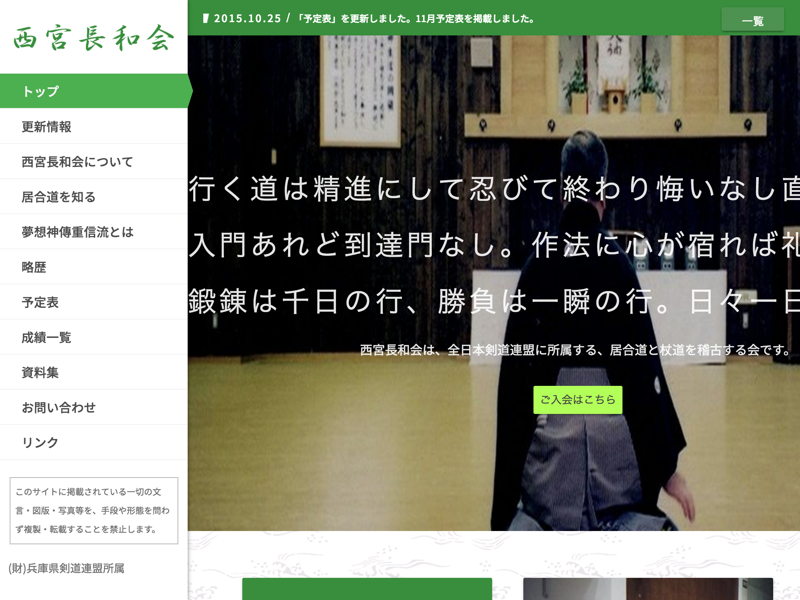 西宮長和会
トップ
更新情報
西宮長和会について
居合道を知る
夢想神傳重信流とは
略歴
予定表
成績一覧
資料集
お問い合わせ
リンク
このサイトに掲載されている一切の文
言・図版・写真等を、手段や形態を問わ
ず複製・転載することを禁止します。
(財)兵庫県剣道連盟所属
2015.10.25 / 「予定表」を更新しました。11月予定表を掲載しました。
一覧
行く道は精進にして忍びて終わり悔いなし直
入門あれど到達門なし。作法に心が宿れば礼
鍛錬は千日の行、勝負は一瞬の行。日々一日
西宮長和会は、全日本剣道連盟に所属する、居合道と杖道を稽古する会です。
ご入会はこちら